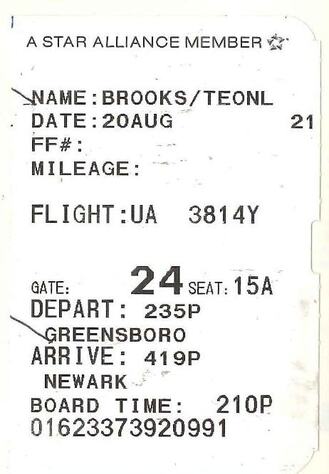 A STAR ALLIANCE MEMBER
NAME:BROOKS/TEONL
DATE:20AUG 21
FF#:
MILEAGE:
FLIGHT:UA 3814Y
GATE: 24 SEAT:15A
DEPART: 235P
GREENSBORO
ARRIVE: 419P
NEWARK
BOARD TIME: 210P
01623373920991